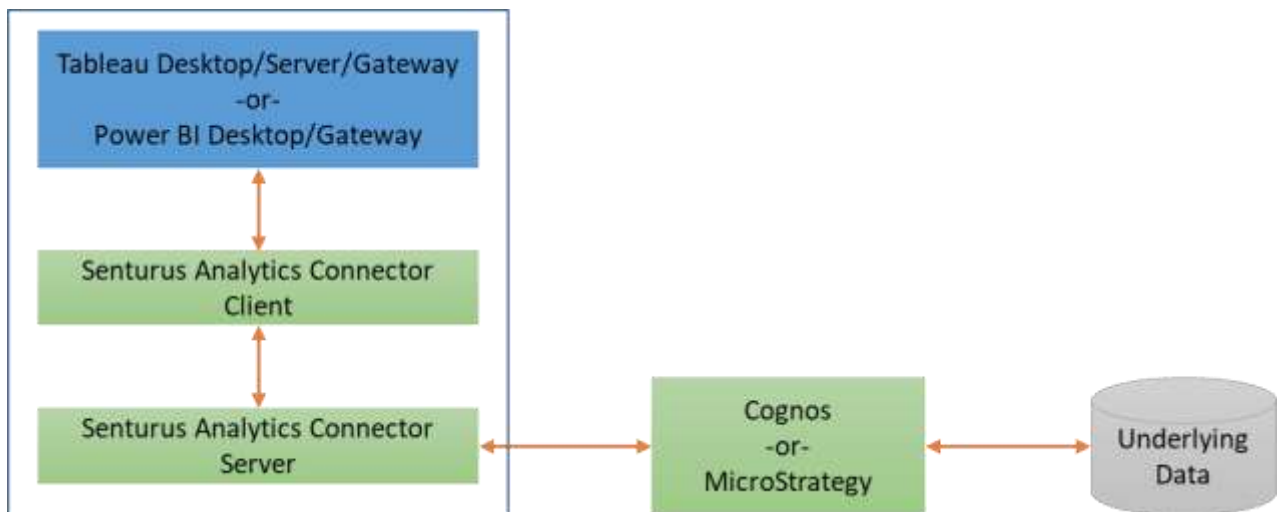 Tableau Desktop/Server/Gateway
-or-
Power BI Desktop/Gateway
Senturus Analytics Connector
Client
Senturus Analytics Connector
Server
Cognos
-or-
MicroStrategy
Underlying
Data